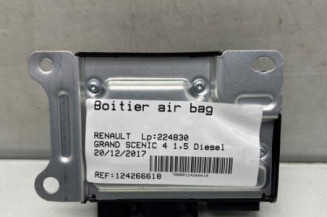 Boitier air bag
RENAULT Lp:224830
GRAND SCENIC 4 1.5 Diesel
20/12/2017
REF:124266618